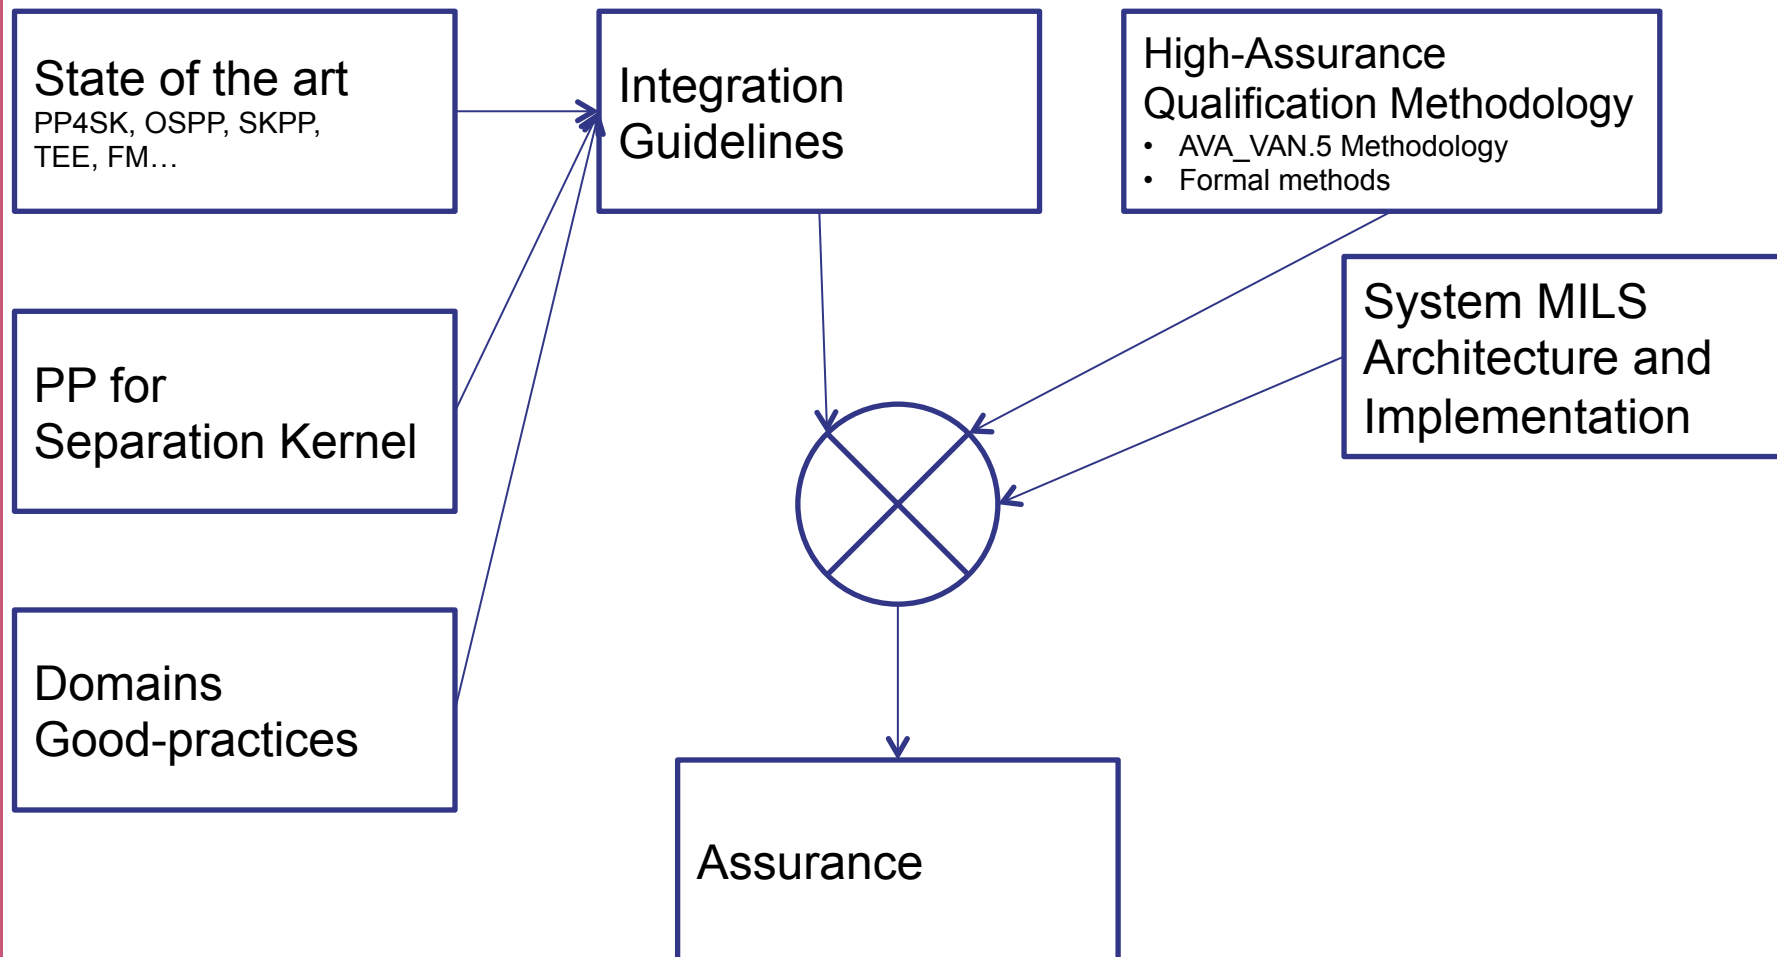 State of the art
PP4SK, OSPP, SKPP,
TEE, FM…
Integration
Guidelines
High-Assurance
Qualification Methodology
• AVA_VAN.5 Methodology
• Formal methods
System MILS
Architecture and
Implementation
PP for
Separation Kernel
Domains
Good-practices
Assurance